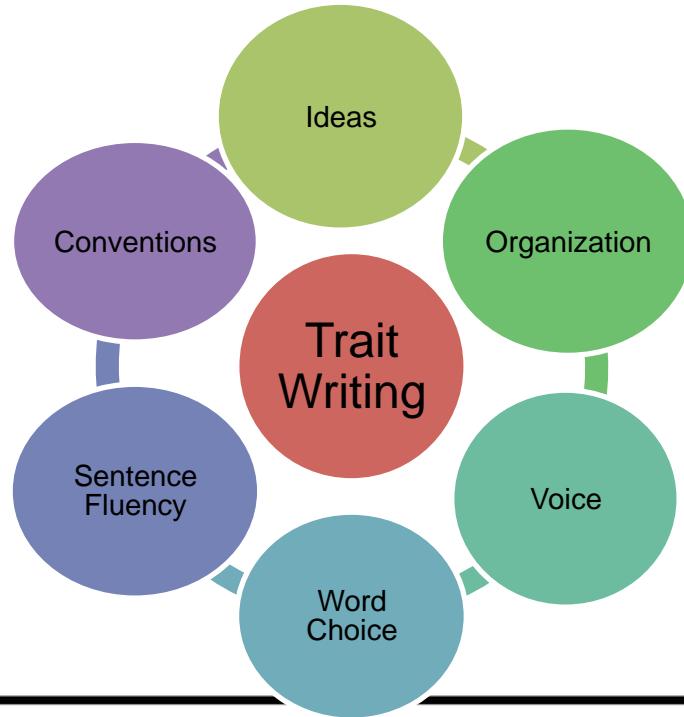 Ideas
Conventions
Organization
Trait
Writing
Sentence
Fluency
Voice
Word
Choice